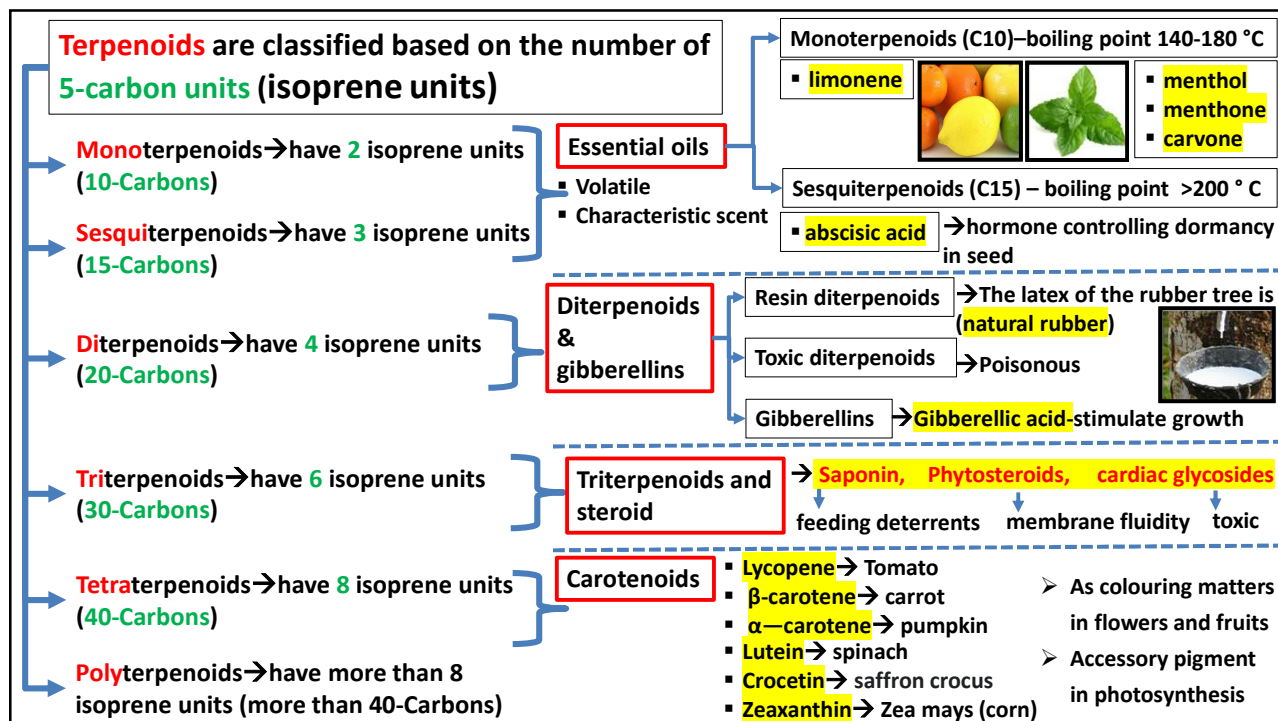 Terpenoids are classified based on the number of
5-carbon units (isoprene units)
Monoterpenoids→have 2 isoprene units
(10-Carbons)
Sesquiterpenoids→have 3 isoprene units
(15-Carbons)
Essential oils
▪ Volatile
▪ Characteristic scent
Monoterpenoids (C10)–boiling point 140-180 °C
▪ limonene
▪ menthol
▪ menthone
▪ carvone
Sesquiterpenoids (C15) – boiling point >200 ° C
▪ abscisic acid →hormone controlling dormancy
in seed
Diterpenoids→have 4 isoprene units
(20-Carbons)
Diterpenoids
&
gibberellins
Resin diterpenoids →The latex of the rubber tree is
(natural rubber)
Toxic diterpenoids →Poisonous
Gibberellins →Gibberellic acid-stimulate growth
Triterpenoids→have 6 isoprene units
(30-Carbons)
Triterpenoids and
steroid
→ Saponin, Phytosteroids, cardiac glycosides
feeding deterrents membrane fluidity toxic
Tetraterpenoids→have 8 isoprene units
(40-Carbons)
Carotenoids
▪ Lycopene→ Tomato
▪ β-carotene→ carrot
▪ α—carotene→ pumpkin
▪ Lutein→ spinach
▪ Crocetin→ saffron crocus
▪ Zeaxanthin→ Zea mays (corn)
➢ As colouring matters
in flowers and fruits
➢ Accessory pigment
in photosynthesis
Polyterpenoids→have more than 8
isoprene units (more than 40-Carbons)